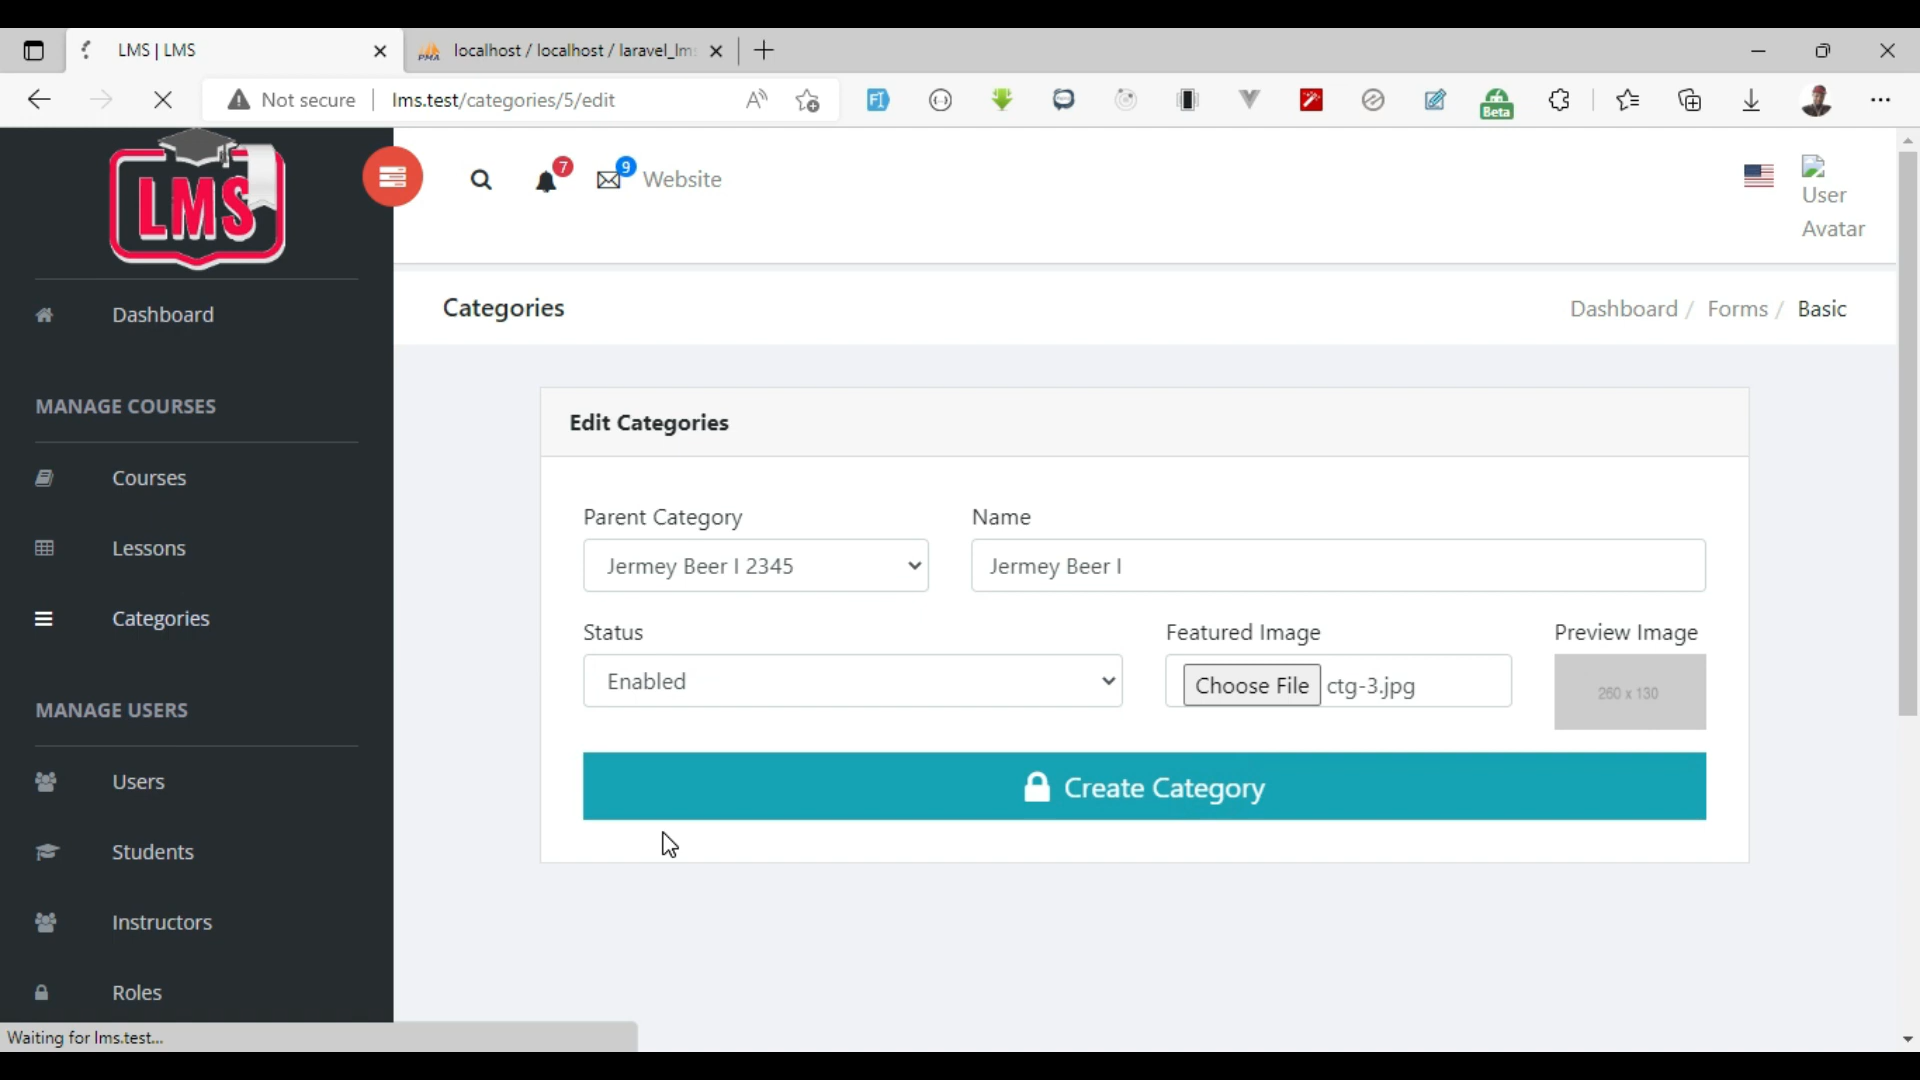 LMS | LMS
localhost / localhost / laravel_lm
Not secure
lms.test/categories/5/edit
Beta
LMS
7
9
Website
User
Avatar
Dashboard
Categories
Dashboard / Forms / Basic
MANAGE COURSES
Edit Categories
Courses
Parent Category
Name
Lessons
Jermey Beer I 2345
Jermey Beer I
Categories
Status
Featured Image
Preview Image
Enabled
Choose File ctg-3.jpg
260 x 130
MANAGE USERS
Users
Create Category
Students
Instructors
Roles
Waiting for lms.test...